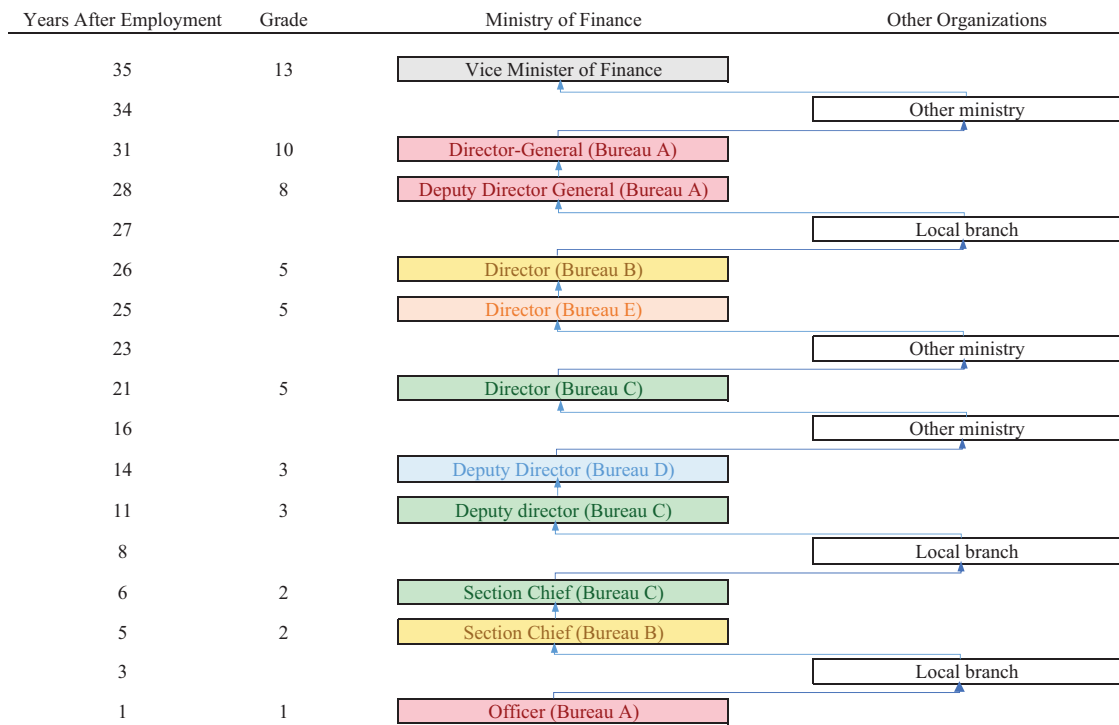 Years After Employment Grade Ministry of Finance Other Organizations
35 13 Vice Minister of Finance
34 Other ministry
31 10 Director-General (Bureau A)
28 8 Deputy Director General (Bureau A)
27 Local branch
26 5 Director (Bureau B)
25 5 Director (Bureau E)
23 Other ministry
21 5 Director (Bureau C)
16 Other ministry
14 3 Deputy Director (Bureau D)
11 3 Deputy director (Bureau C)
8 Local branch
6 2 Section Chief (Bureau C)
5 2 Section Chief (Bureau B)
3 Local branch
1 1 Officer (Bureau A)